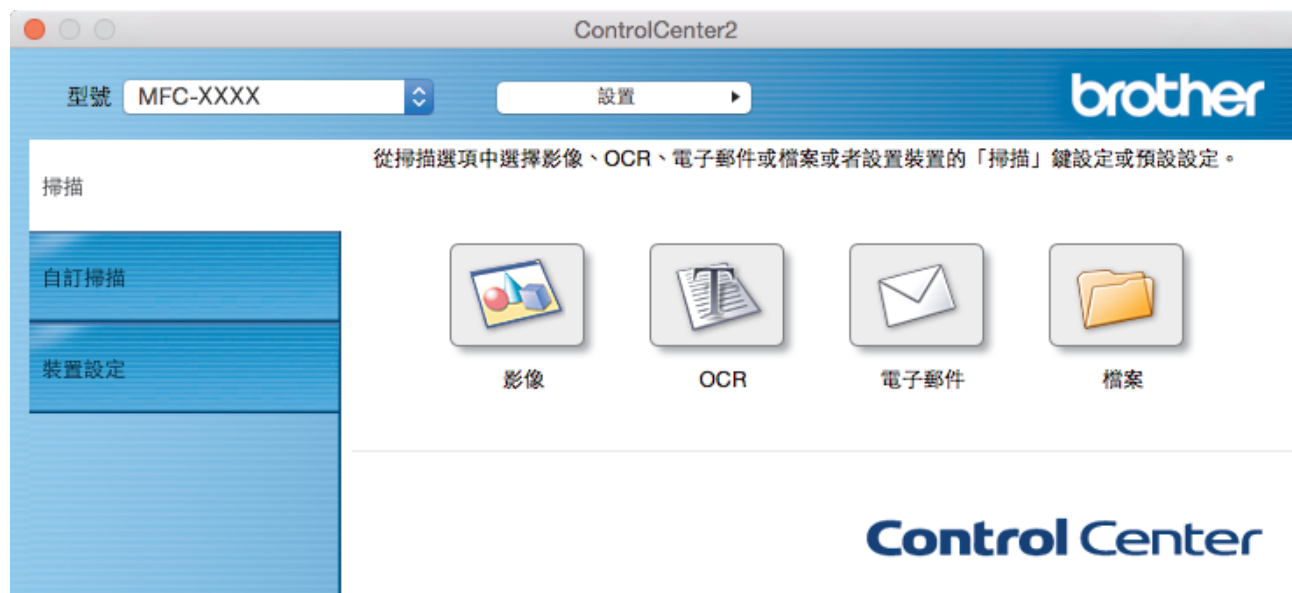 ControlCenter2
型號 MFC-XXXX 設置 brother
從掃描選項中選擇影像、OCR、電子郵件或檔案或者設置裝置的「掃描」鍵設定或預設設定。
掃描
自訂掃描
裝置設定
影像 OCR 電子郵件 檔案
Control Center